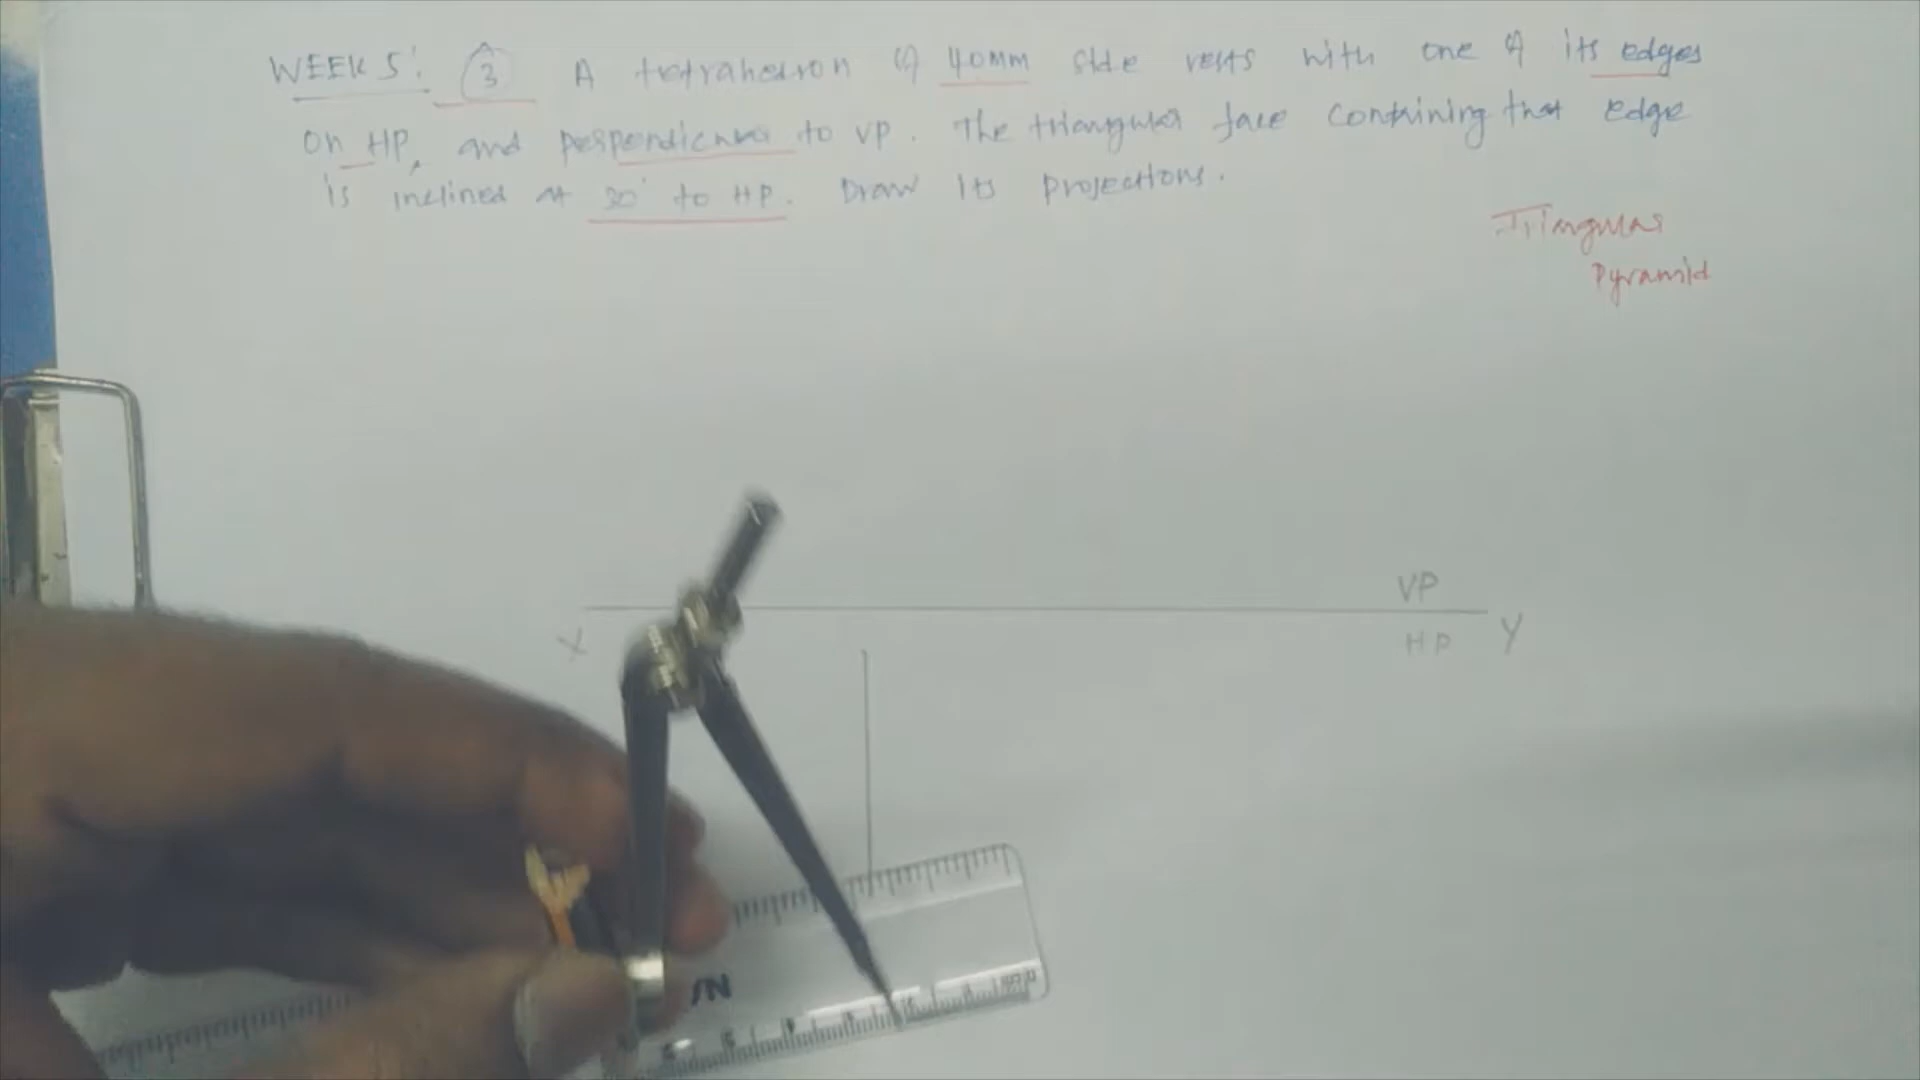 WEEK 5: 3 A tetrahedron of 40MM side rests with one of its edges
on HP, and perpendicular to VP. The triangular face containing that edge
is inclined at 30° to HP. Draw its projections.
Triangular
Pyramid
VP
X
HP
Y